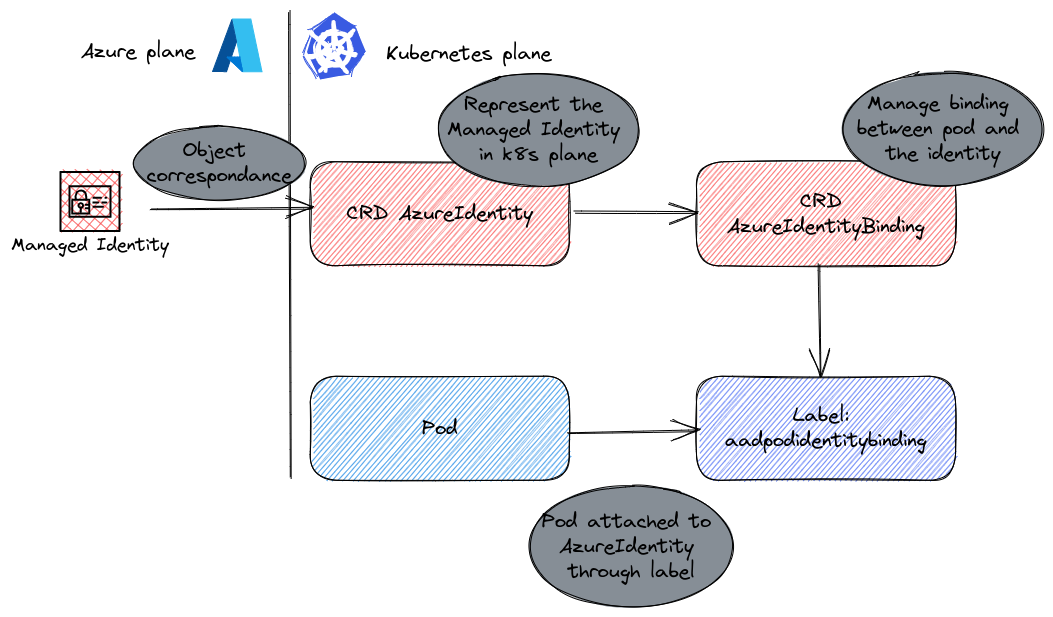 Azure plane
Kubernetes plane
Represent the
Managed Identity
in k8s plane
Manage binding
between pod and
the identity
Object
correspondance
CRD AzureIdentity
CRD
AzureIdentityBinding
Managed Identity
Pod
Label:
aadpodidentitybinding
Pod attached to
AzureIdentity
through label